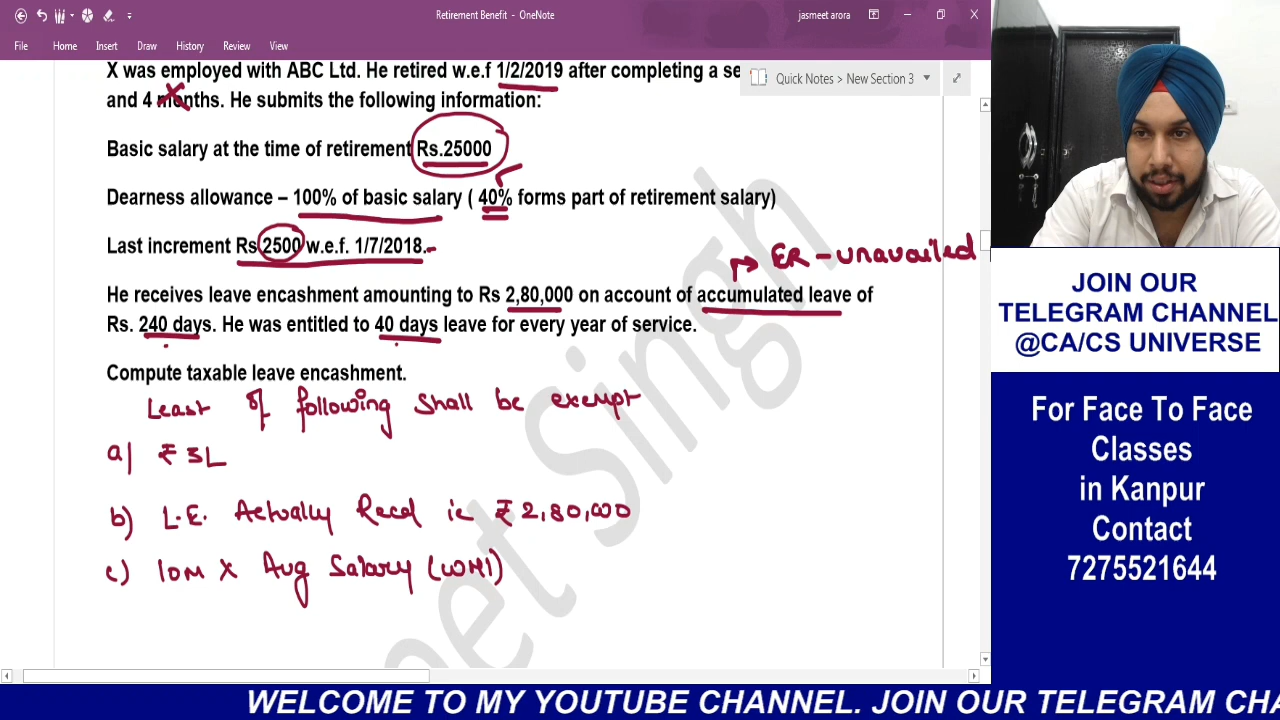 Retirement Benefit - OneNote
jasmeet arora
File Home Insert Draw History Review View
X was employed with ABC Ltd. He retired w.e.f 1/2/2019 after completing a se
Quick Notes > New Section 3
and 4 months. He submits the following information:
Basic salary at the time of retirement Rs.25000
Dearness allowance – 100% of basic salary ( 40% forms part of retirement salary)
Last increment Rs 2500 w.e.f. 1/7/2018.
ER - unavailed
He receives leave encashment amounting to Rs 2,80,000 on account of accumulated leave of
Rs. 240 days. He was entitled to 40 days leave for every year of service.
Compute taxable leave encashment.
Least of following shall be exempt
a) ₹ 3L
b) L.E. Actually Recd ie ₹ 2,80,000
c) 10M X Avg Salary (WN1)
et Singh
JOIN OUR
TELEGRAM CHANNEL
@CA/CS UNIVERSE
For Face To Face
Classes
in Kanpur
Contact
7275521644
WELCOME TO MY YOUTUBE CHANNEL. JOIN OUR TELEGRAM CHA